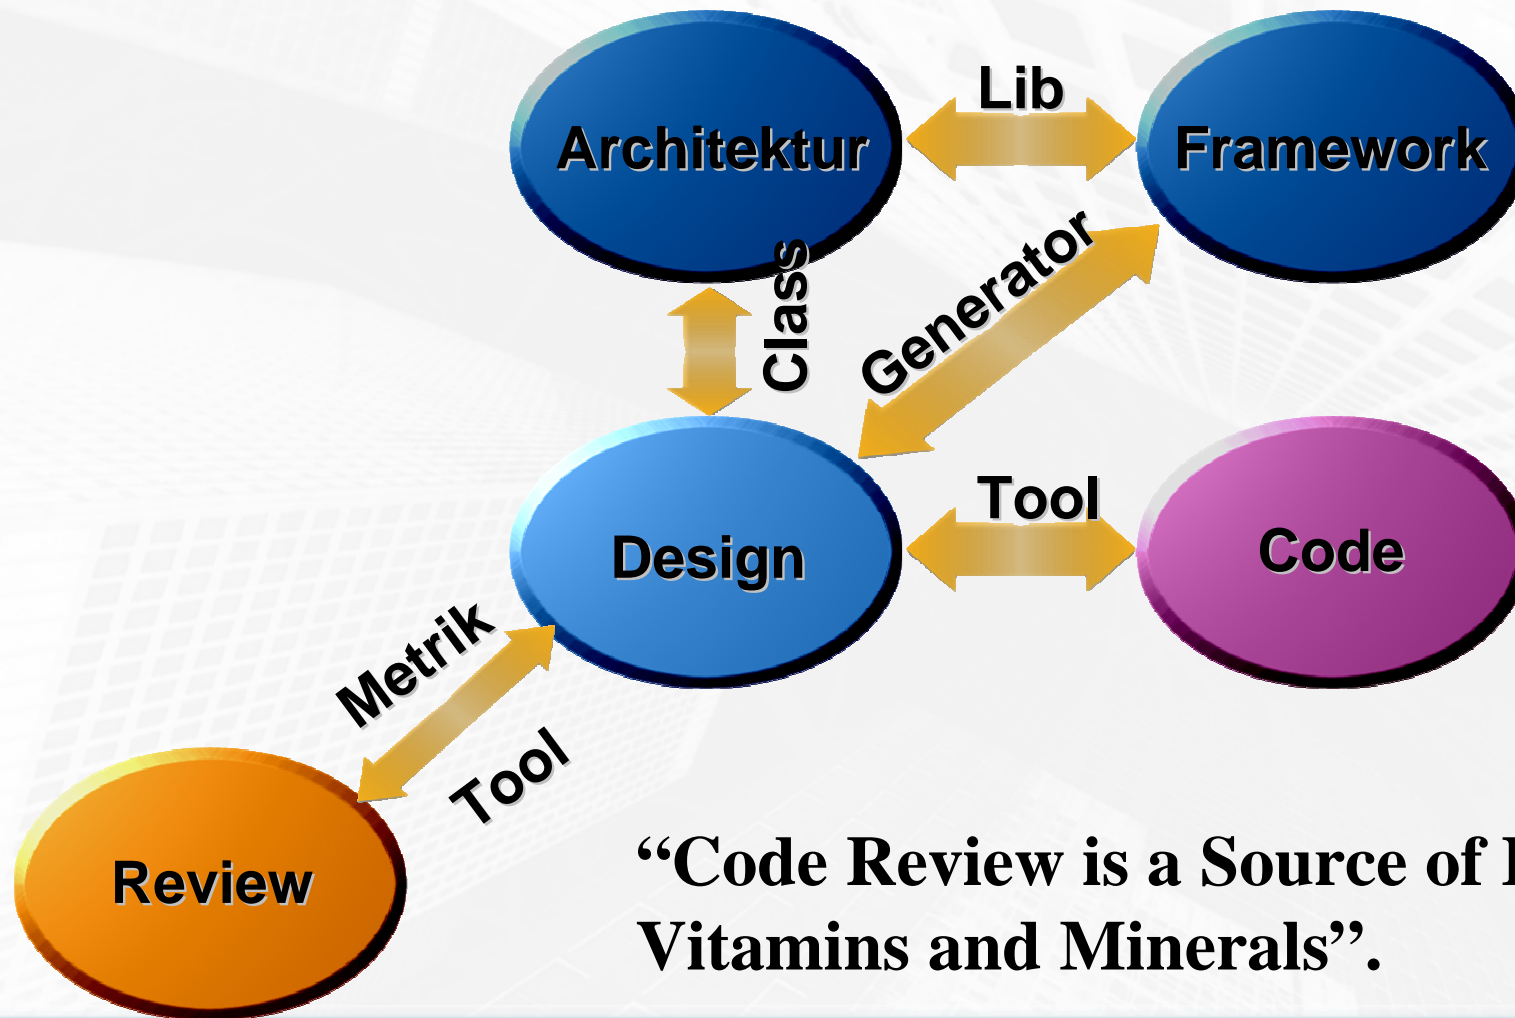 Lib
Architektur
Framework
Class
Generator
Tool
Design
Code
Metrik
Tool
Review
“Code Review is a Source of
Vitamins and Minerals”.